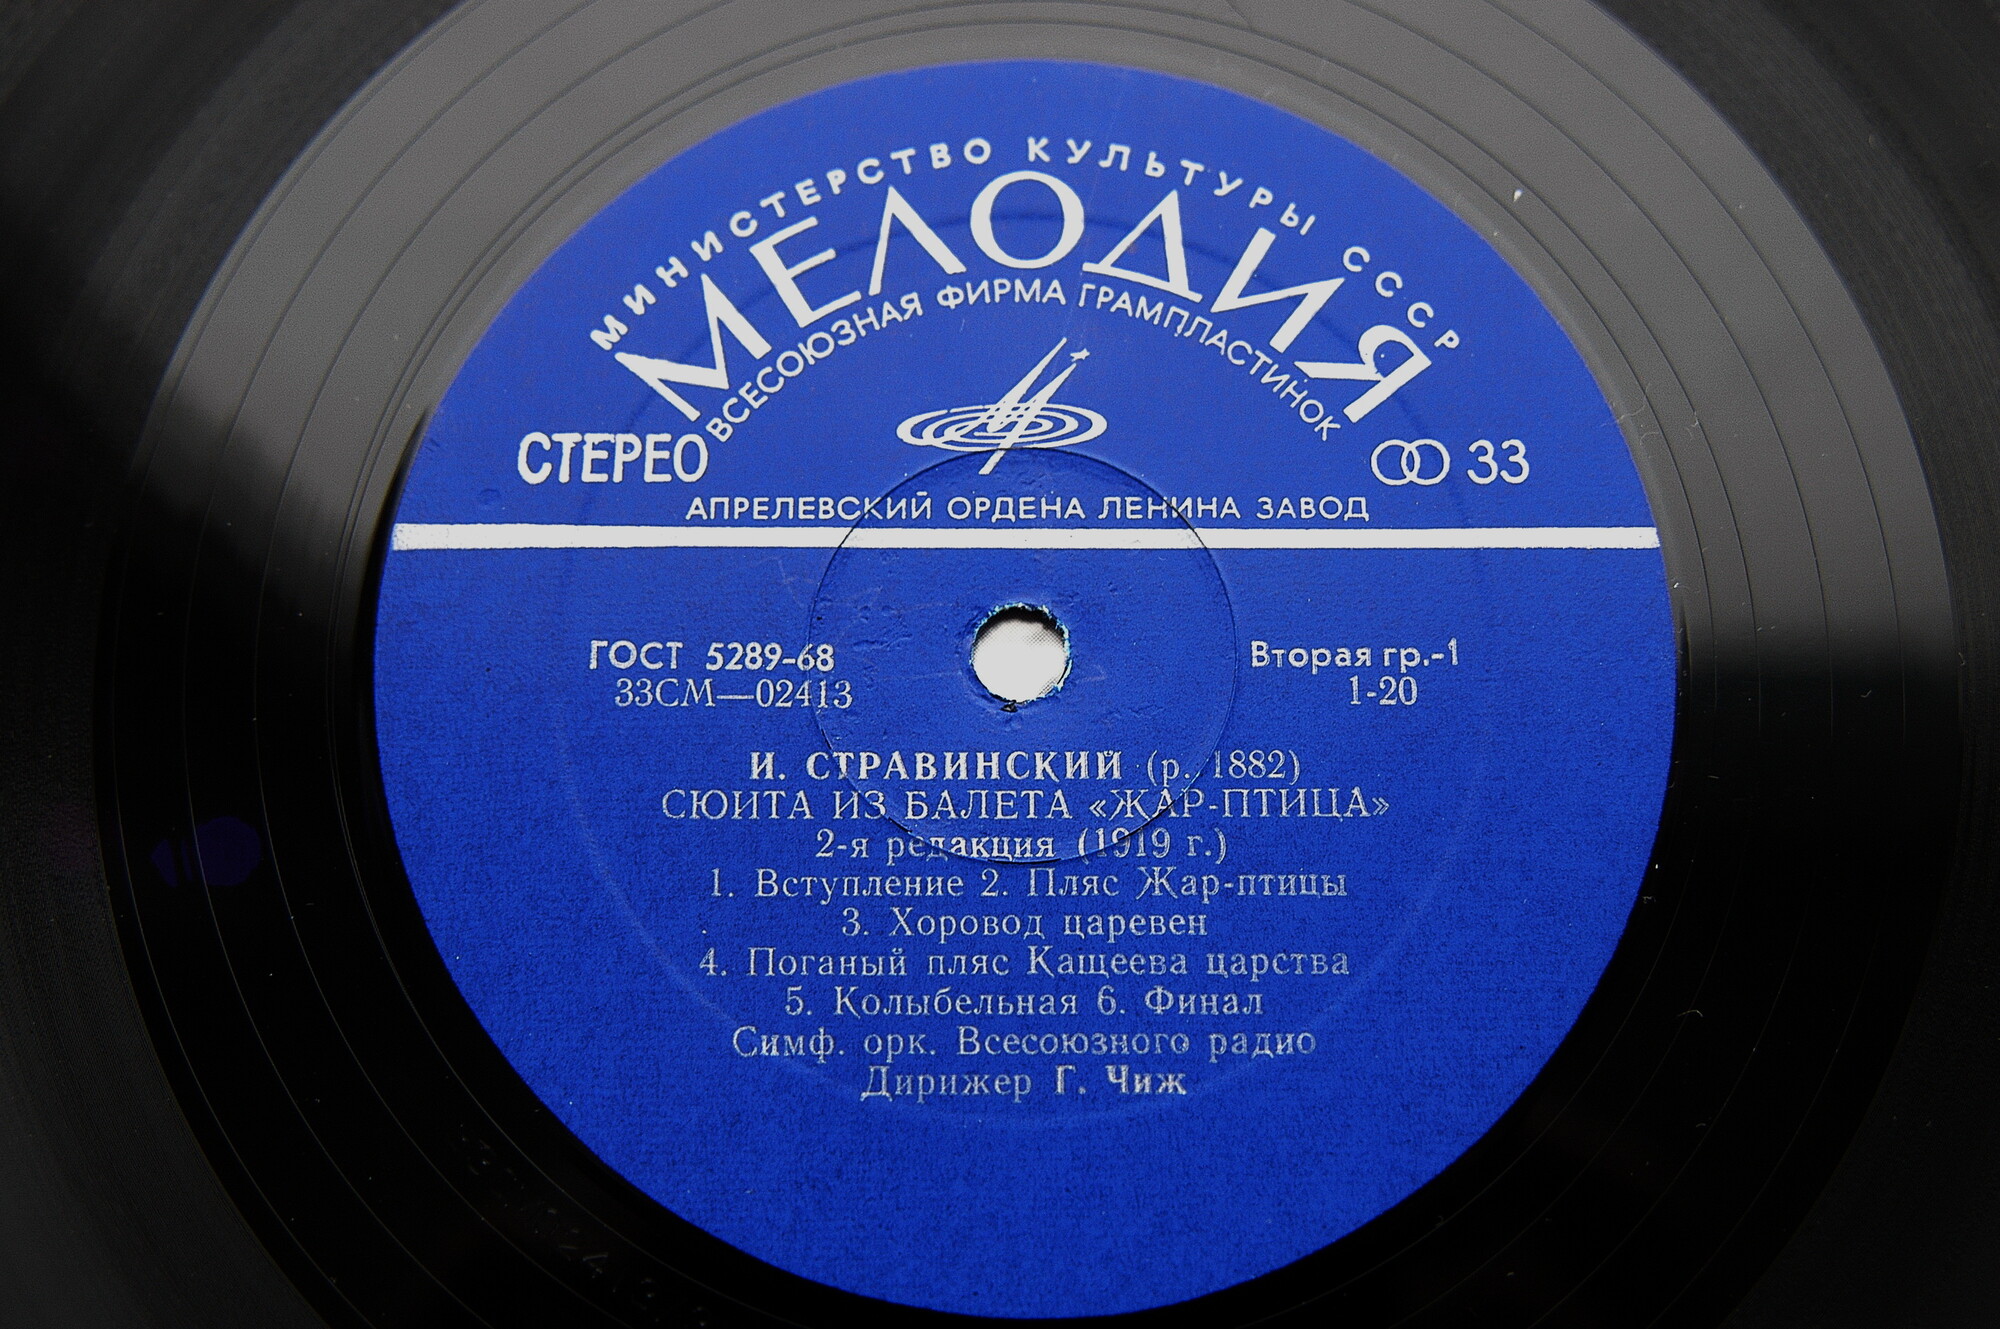 МИНИСТЕРСТВО КУЛЬТУРЫ СССР
МЕЛОДИЯ
ВСЕСОЮЗНАЯ ФИРМА ГРАМПЛАСТИНОК
СТЕРЕО
33
АПРЕЛЕВСКИЙ ОРДЕНА ЛЕНИНА ЗАВОД
ГОСТ 5289-68
Вторая гр.-1
33СМ—02413
1-20
И. СТРАВИНСКИЙ (р. 1882)
СЮИТА ИЗ БАЛЕТА «ЖАР-ПТИЦА»
2-я редакция (1919 г.)
1. Вступление 2. Пляс Жар-птицы
3. Хоровод царевен
4. Поганый пляс Кащеева царства
5. Колыбельная 6. Финал
Симф. орк. Всесоюзного радио
Дирижер Г. Чиж